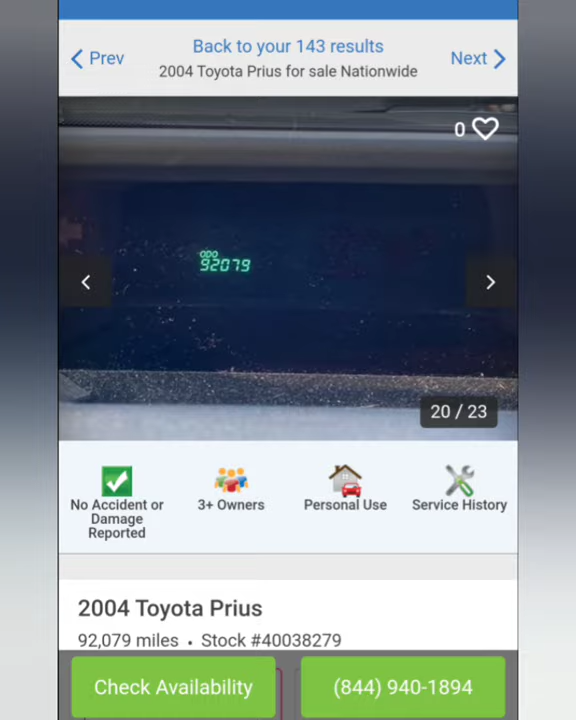 Prev
Back to your 143 results
2004 Toyota Prius for sale Nationwide
Next
0
ODO
92079
20 / 23
No Accident or
Damage
Reported
3+ Owners
Personal Use
Service History
2004 Toyota Prius
92,079 miles • Stock #40038279
Check Availability
(844) 940-1894